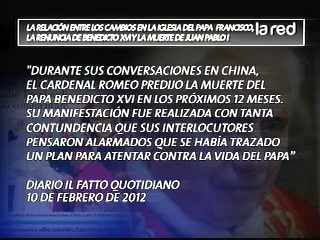 LA RELACIÓN ENTRE LOS CAMBIOS EN LA IGLESIA DEL PAPA FRANCISCO,
LA RENUNCIA DE BENEDICTO XVI Y LA MUERTE DE JUAN PABLO I
la red
"DURANTE SUS CONVERSACIONES EN CHINA,
EL CARDENAL ROMEO PREDIJO LA MUERTE DEL
PAPA BENEDICTO XVI EN LOS PRÓXIMOS 12 MESES.
SU MANIFESTACIÓN FUE REALIZADA CON TANTA
CONTUNDENCIA QUE SUS INTERLOCUTORES
PENSARON ALARMADOS QUE SE HABÍA TRAZADO
UN PLAN PARA ATENTAR CONTRA LA VIDA DEL PAPA"
DIARIO IL FATTO QUOTIDIANO
10 DE FEBRERO DE 2012